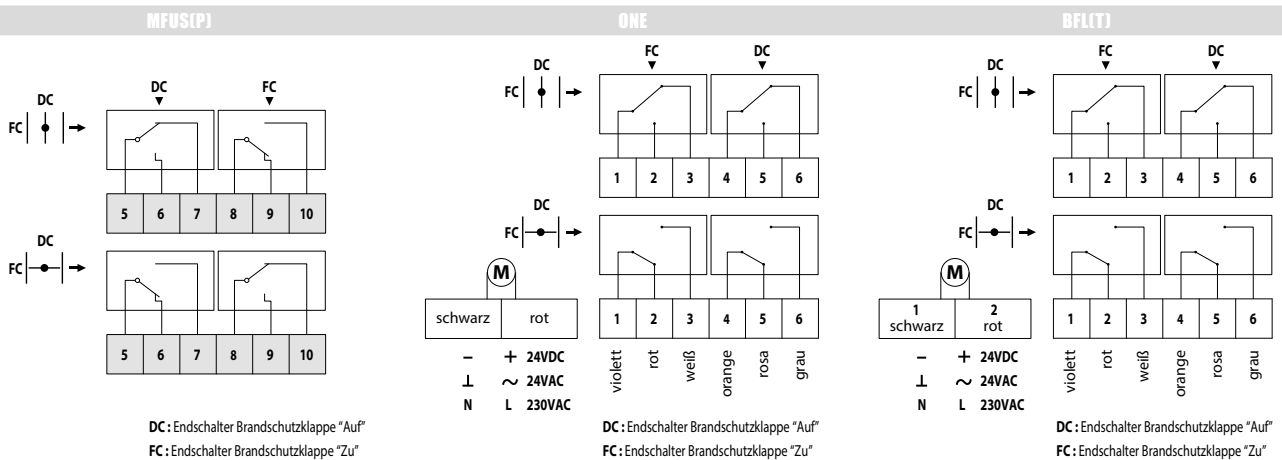 MFUS(P)
DC
FC
DC
FC
5 6 7 8 9 10
DC
FC
5 6 7 8 9 10
DC : Endschalter Brandschutzklappe "Auf"
FC : Endschalter Brandschutzklappe "Zu"
ONE
FC
DC
DC
FC
1 2 3 4 5 6
DC
FC
M
schwarz rot
1 2 3 4 5 6
– + 24VDC
⊥ ~ 24VAC
N L 230VAC
violett
rot
weiß
orange
rosa
grau
DC : Endschalter Brandschutzklappe "Auf"
FC : Endschalter Brandschutzklappe "Zu"
BFL(T)
FC
DC
DC
FC
1 2 3 4 5 6
DC
FC
M
1 2
schwarz rot
1 2 3 4 5 6
– + 24VDC
⊥ ~ 24VAC
N L 230VAC
violett
rot
weiß
orange
rosa
grau
DC : Endschalter Brandschutzklappe "Auf"
FC : Endschalter Brandschutzklappe "Zu"